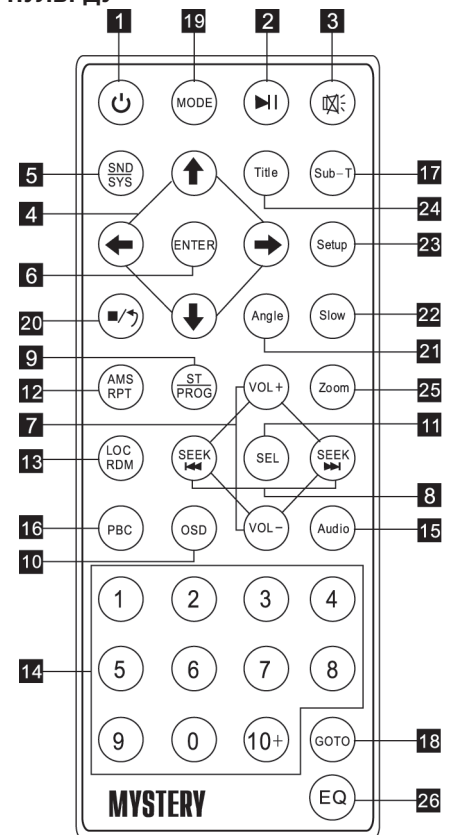 1 19 2 3
MODE
5 SND SYS Title Sub-T 17
4 24
ENTER Setup 23
6
20 Angle Slow 22
9 21
12 AMS RPT ST PROG VOL+ Zoom 25
7 11
13 LOC RDM SEEK SEL SEEK
8
16 PBC OSD VOL- Audio 15
10
1 2 3 4
14 5 6 7 8
9 0 10+ GOTO 18
MYSTERY EQ 26